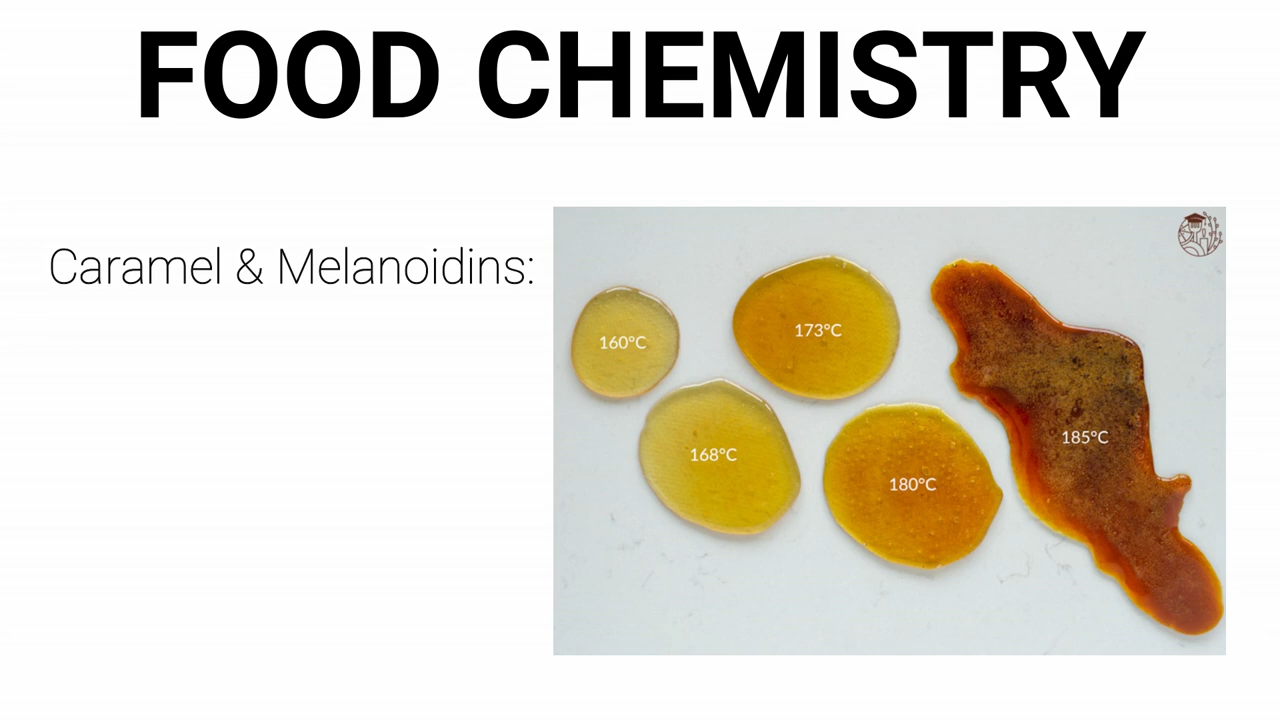 FOOD CHEMISTRY
Caramel & Melanoidins:
160°C
173°C
168°C
180°C
185°C